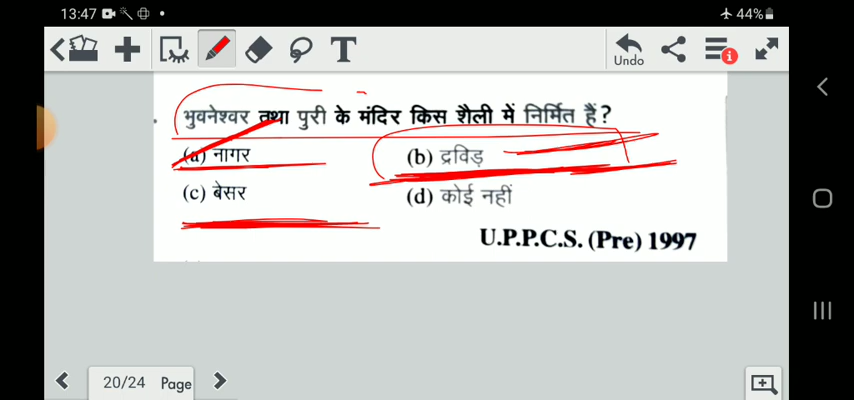 13:47
44%
Undo
भुवनेश्वर तथा पुरी के मंदिर किस शैली में निर्मित हैं?
(a) नागर (b) द्रविड़
(c) बेसर (d) कोई नहीं
U.P.P.C.S. (Pre) 1997
20/24 Page